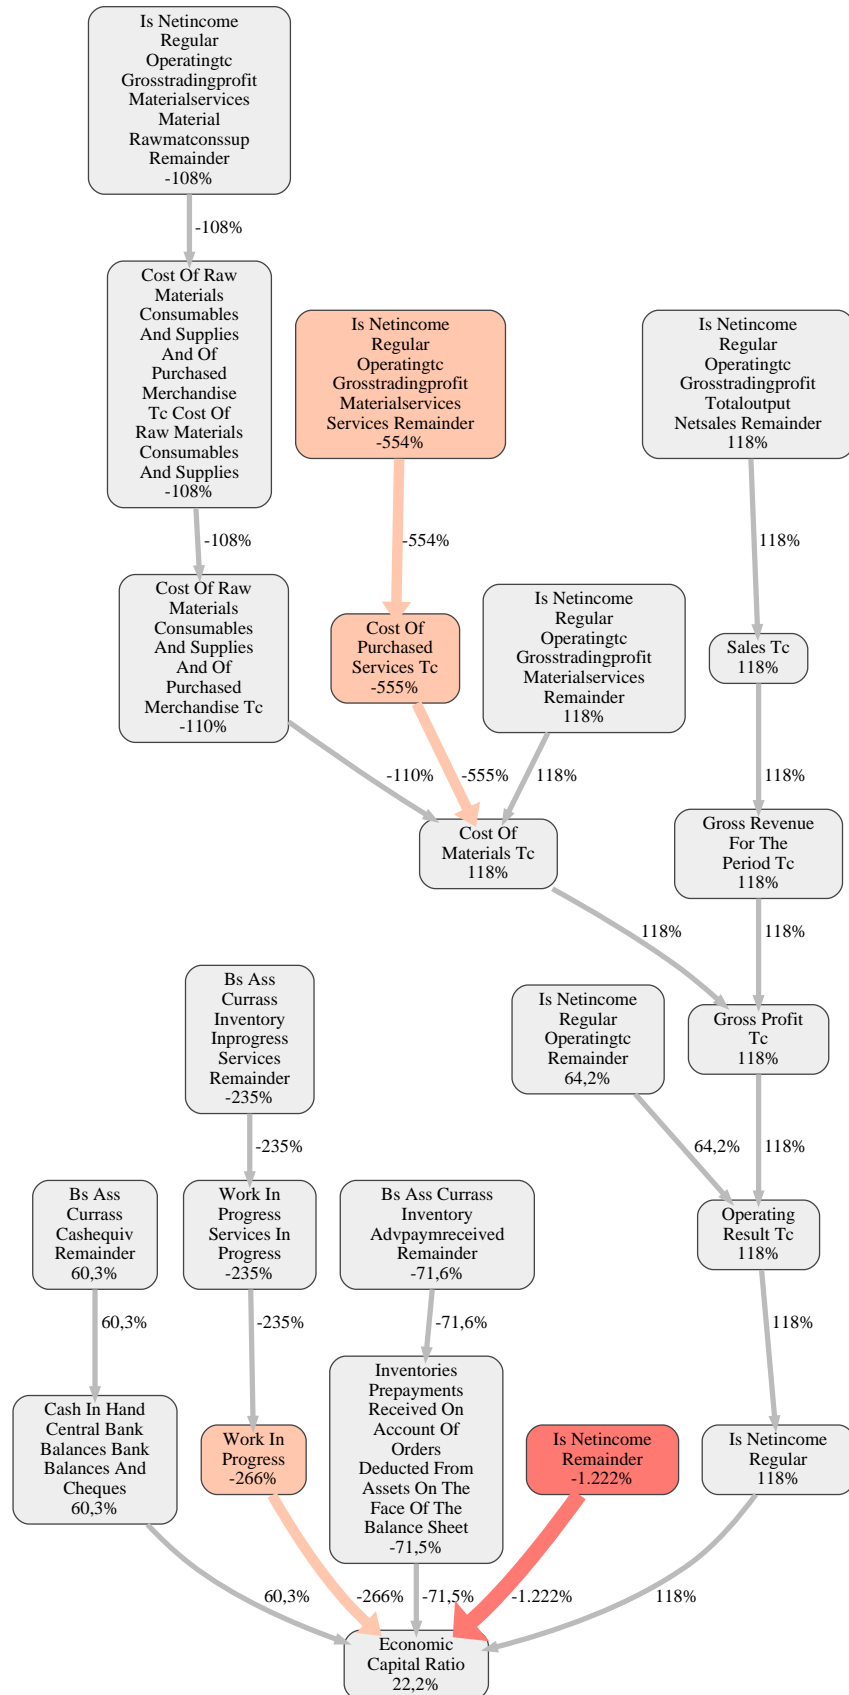 Is Netincome
Regular
Operatingtc
Grosstradingprofit
Materialservices
Material
Rawmatconssup
Remainder
-108%
-108%
Cost Of Raw
Materials
Consumables
And Supplies
And Of
Purchased
Merchandise
Tc Cost Of
Raw Materials
Consumables
And Supplies
-108%
Is Netincome
Regular
Operatingtc
Grosstradingprofit
Materialservices
Services Remainder
-554%
Is Netincome
Regular
Operatingtc
Grosstradingprofit
Totaloutput
Netsales Remainder
118%
-108%
-554%
118%
Cost Of Raw
Materials
Consumables
And Supplies
And Of
Purchased
Merchandise Tc
-110%
Cost Of
Purchased
Services Tc
-555%
Is Netincome
Regular
Operatingtc
Grosstradingprofit
Materialservices
Remainder
118%
Sales Tc
118%
-110%
-555%
118%
118%
Cost Of
Materials Tc
118%
Gross Revenue
For The
Period Tc
118%
118%
118%
Bs Ass
Currass
Inventory
Inprogress
Services
Remainder
-235%
Is Netincome
Regular
Operatingtc
Remainder
64,2%
Gross Profit
Tc
118%
-235%
64,2%
118%
Bs Ass
Currass
Cashequiv
Remainder
60,3%
Work In
Progress
Services In
Progress
-235%
Bs Ass Currass
Inventory
Advpaymreceived
Remainder
-71,6%
Operating
Result Tc
118%
60,3%
-235%
-71,6%
118%
Cash In Hand
Central Bank
Balances Bank
Balances And
Cheques
60,3%
Work In
Progress
-266%
Inventories
Prepayments
Received On
Account Of
Orders
Deducted From
Assets On The
Face Of The
Balance Sheet
-71,5%
Is Netincome
Remainder
-1.222%
Is Netincome
Regular
118%
60,3%
-266%
-71,5%
-1.222%
118%
Economic
Capital Ratio
22,2%